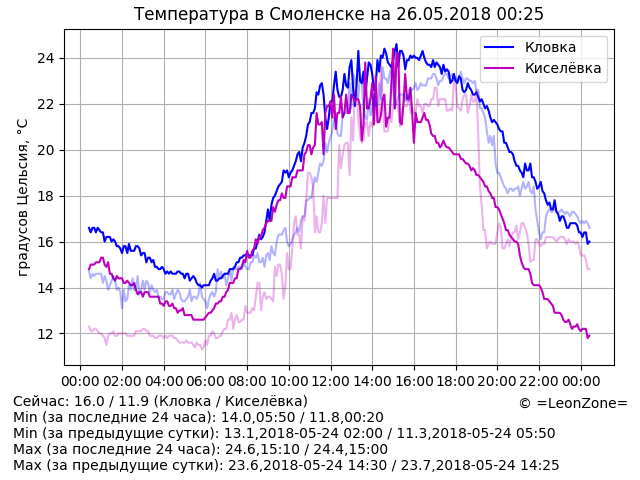 Температура в Смоленске на 26.05.2018 00:25
Кловка
Киселёвка
градусов Цельсия, °C
24
22
20
18
16
14
12
00:00 02:00 04:00 06:00 08:00 10:00 12:00 14:00 16:00 18:00 20:00 22:00 00:00
Сейчас: 16.0 / 11.9 (Кловка / Киселёвка)
© =LeonZone=
Min (за последние 24 часа): 14.0,05:50 / 11.8,00:20
Min (за предыдущие сутки): 13.1,2018-05-24 02:00 / 11.3,2018-05-24 05:50
Max (за последние 24 часа): 24.6,15:10 / 24.4,15:00
Max (за предыдущие сутки): 23.6,2018-05-24 14:30 / 23.7,2018-05-24 14:25